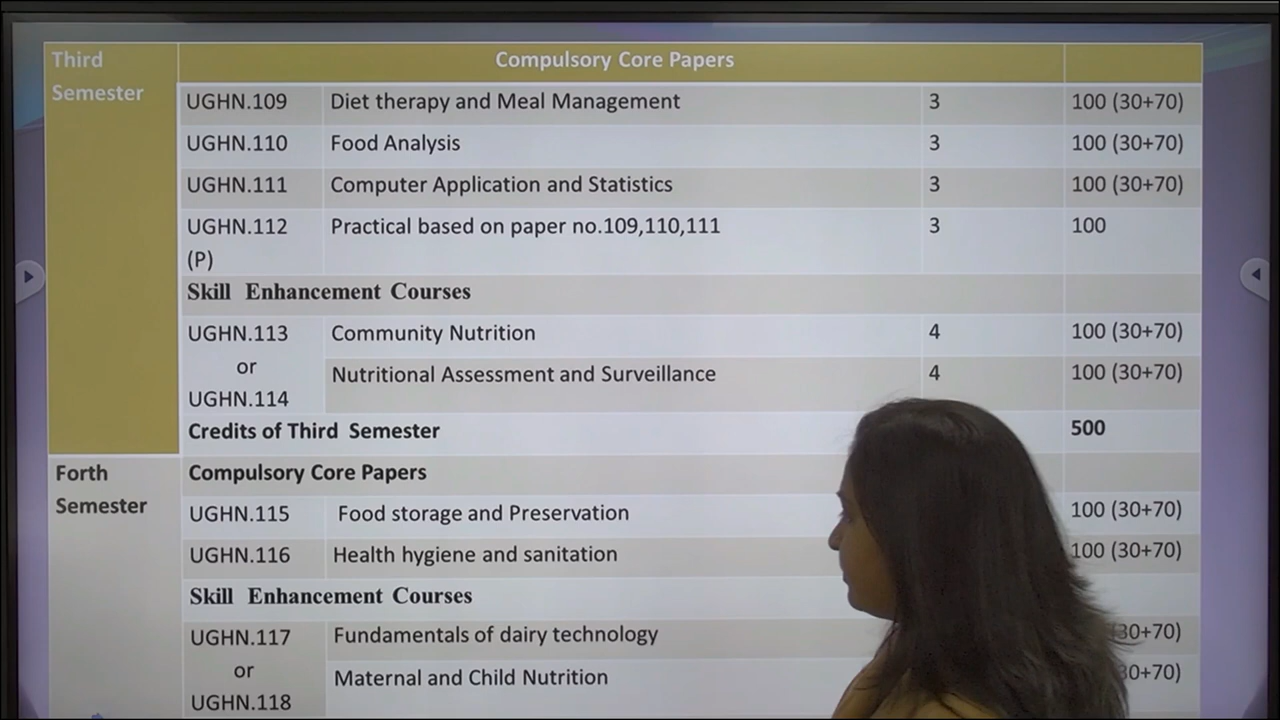 Third Semester
Compulsory Core Papers
UGHN.109 Diet therapy and Meal Management 3 100 (30+70)
UGHN.110 Food Analysis 3 100 (30+70)
UGHN.111 Computer Application and Statistics 3 100 (30+70)
UGHN.112 (P) Practical based on paper no.109,110,111 3 100
Skill Enhancement Courses
UGHN.113 Community Nutrition 4 100 (30+70)
or
UGHN.114 Nutritional Assessment and Surveillance 4 100 (30+70)
Credits of Third Semester 500
Forth Semester
Compulsory Core Papers
UGHN.115 Food storage and Preservation 100 (30+70)
UGHN.116 Health hygiene and sanitation 100 (30+70)
Skill Enhancement Courses
UGHN.117 Fundamentals of dairy technology 30+70)
or
UGHN.118 Maternal and Child Nutrition 30+70)